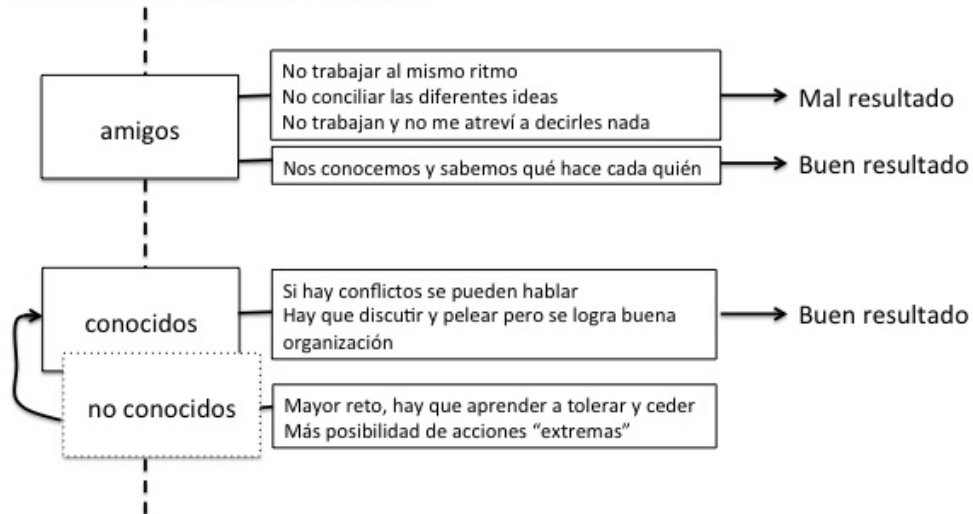 amigos
No trabajar al mismo ritmo
No conciliar las diferentes ideas
No trabajan y no me atreví a decirles nada
Mal resultado
Nos conocemos y sabemos qué hace cada quién
Buen resultado
conocidos
Si hay conflictos se pueden hablar
Hay que discutir y pelear pero se logra buena
organización
Buen resultado
no conocidos
Mayor reto, hay que aprender a tolerar y ceder
Más posibilidad de acciones “extremas”